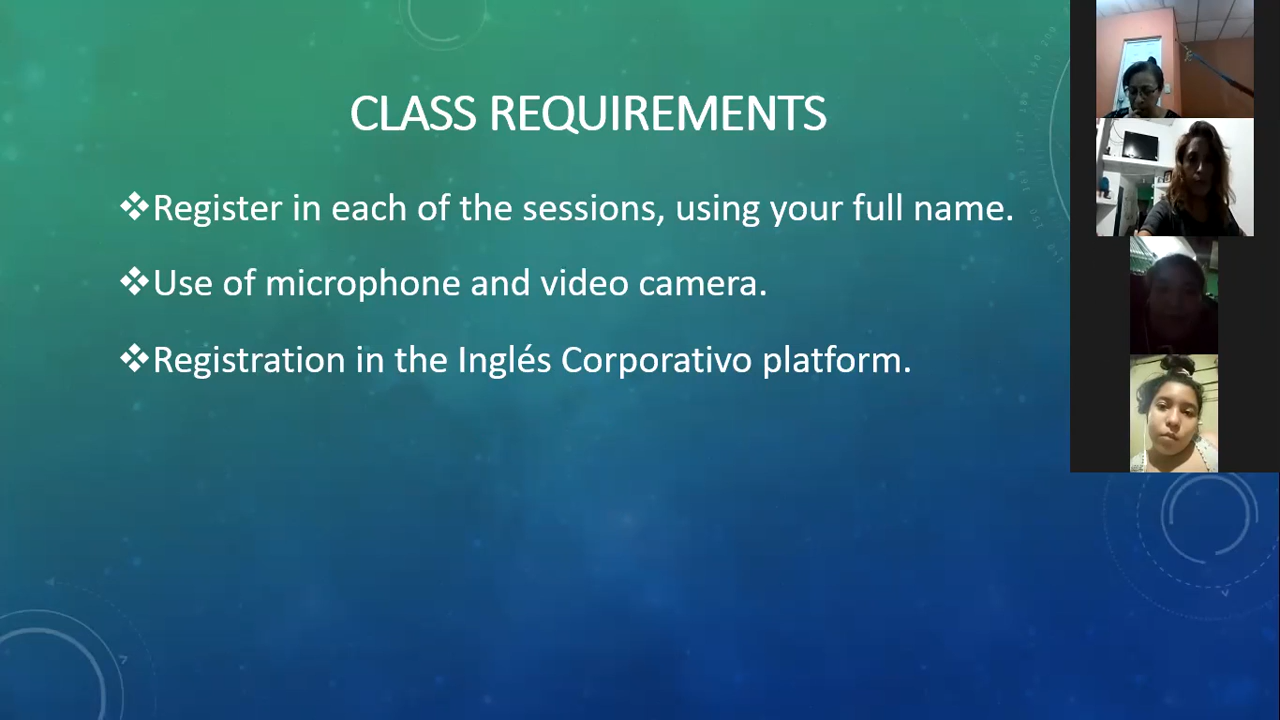 CLASS REQUIREMENTS
❖Register in each of the sessions, using your full name.
❖Use of microphone and video camera.
❖Registration in the Inglés Corporativo platform.